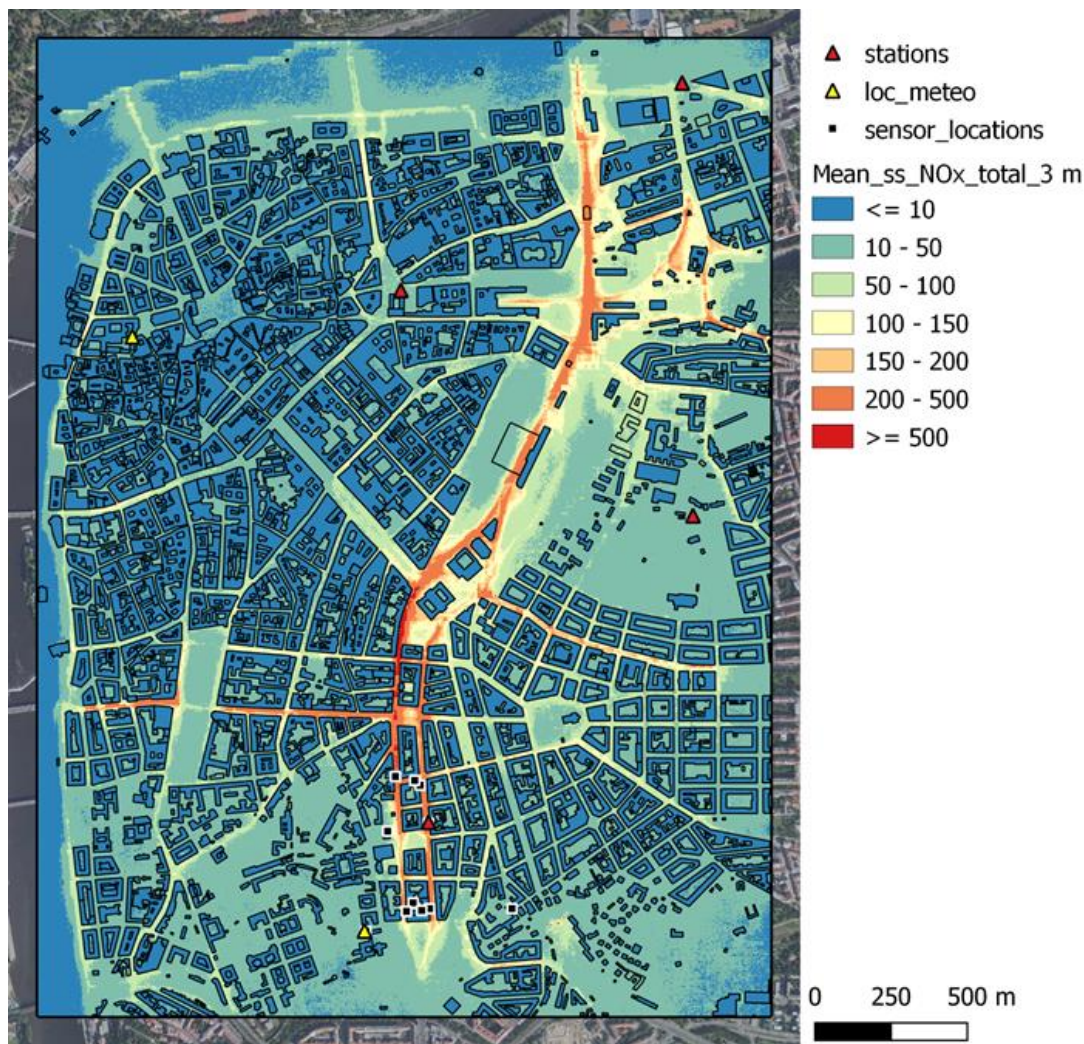 stations
loc_meteo
sensor_locations
Mean_ss_NOx_total_3 m
<= 10
10 - 50
50 - 100
100 - 150
150 - 200
200 - 500
>= 500
0 250 500 m